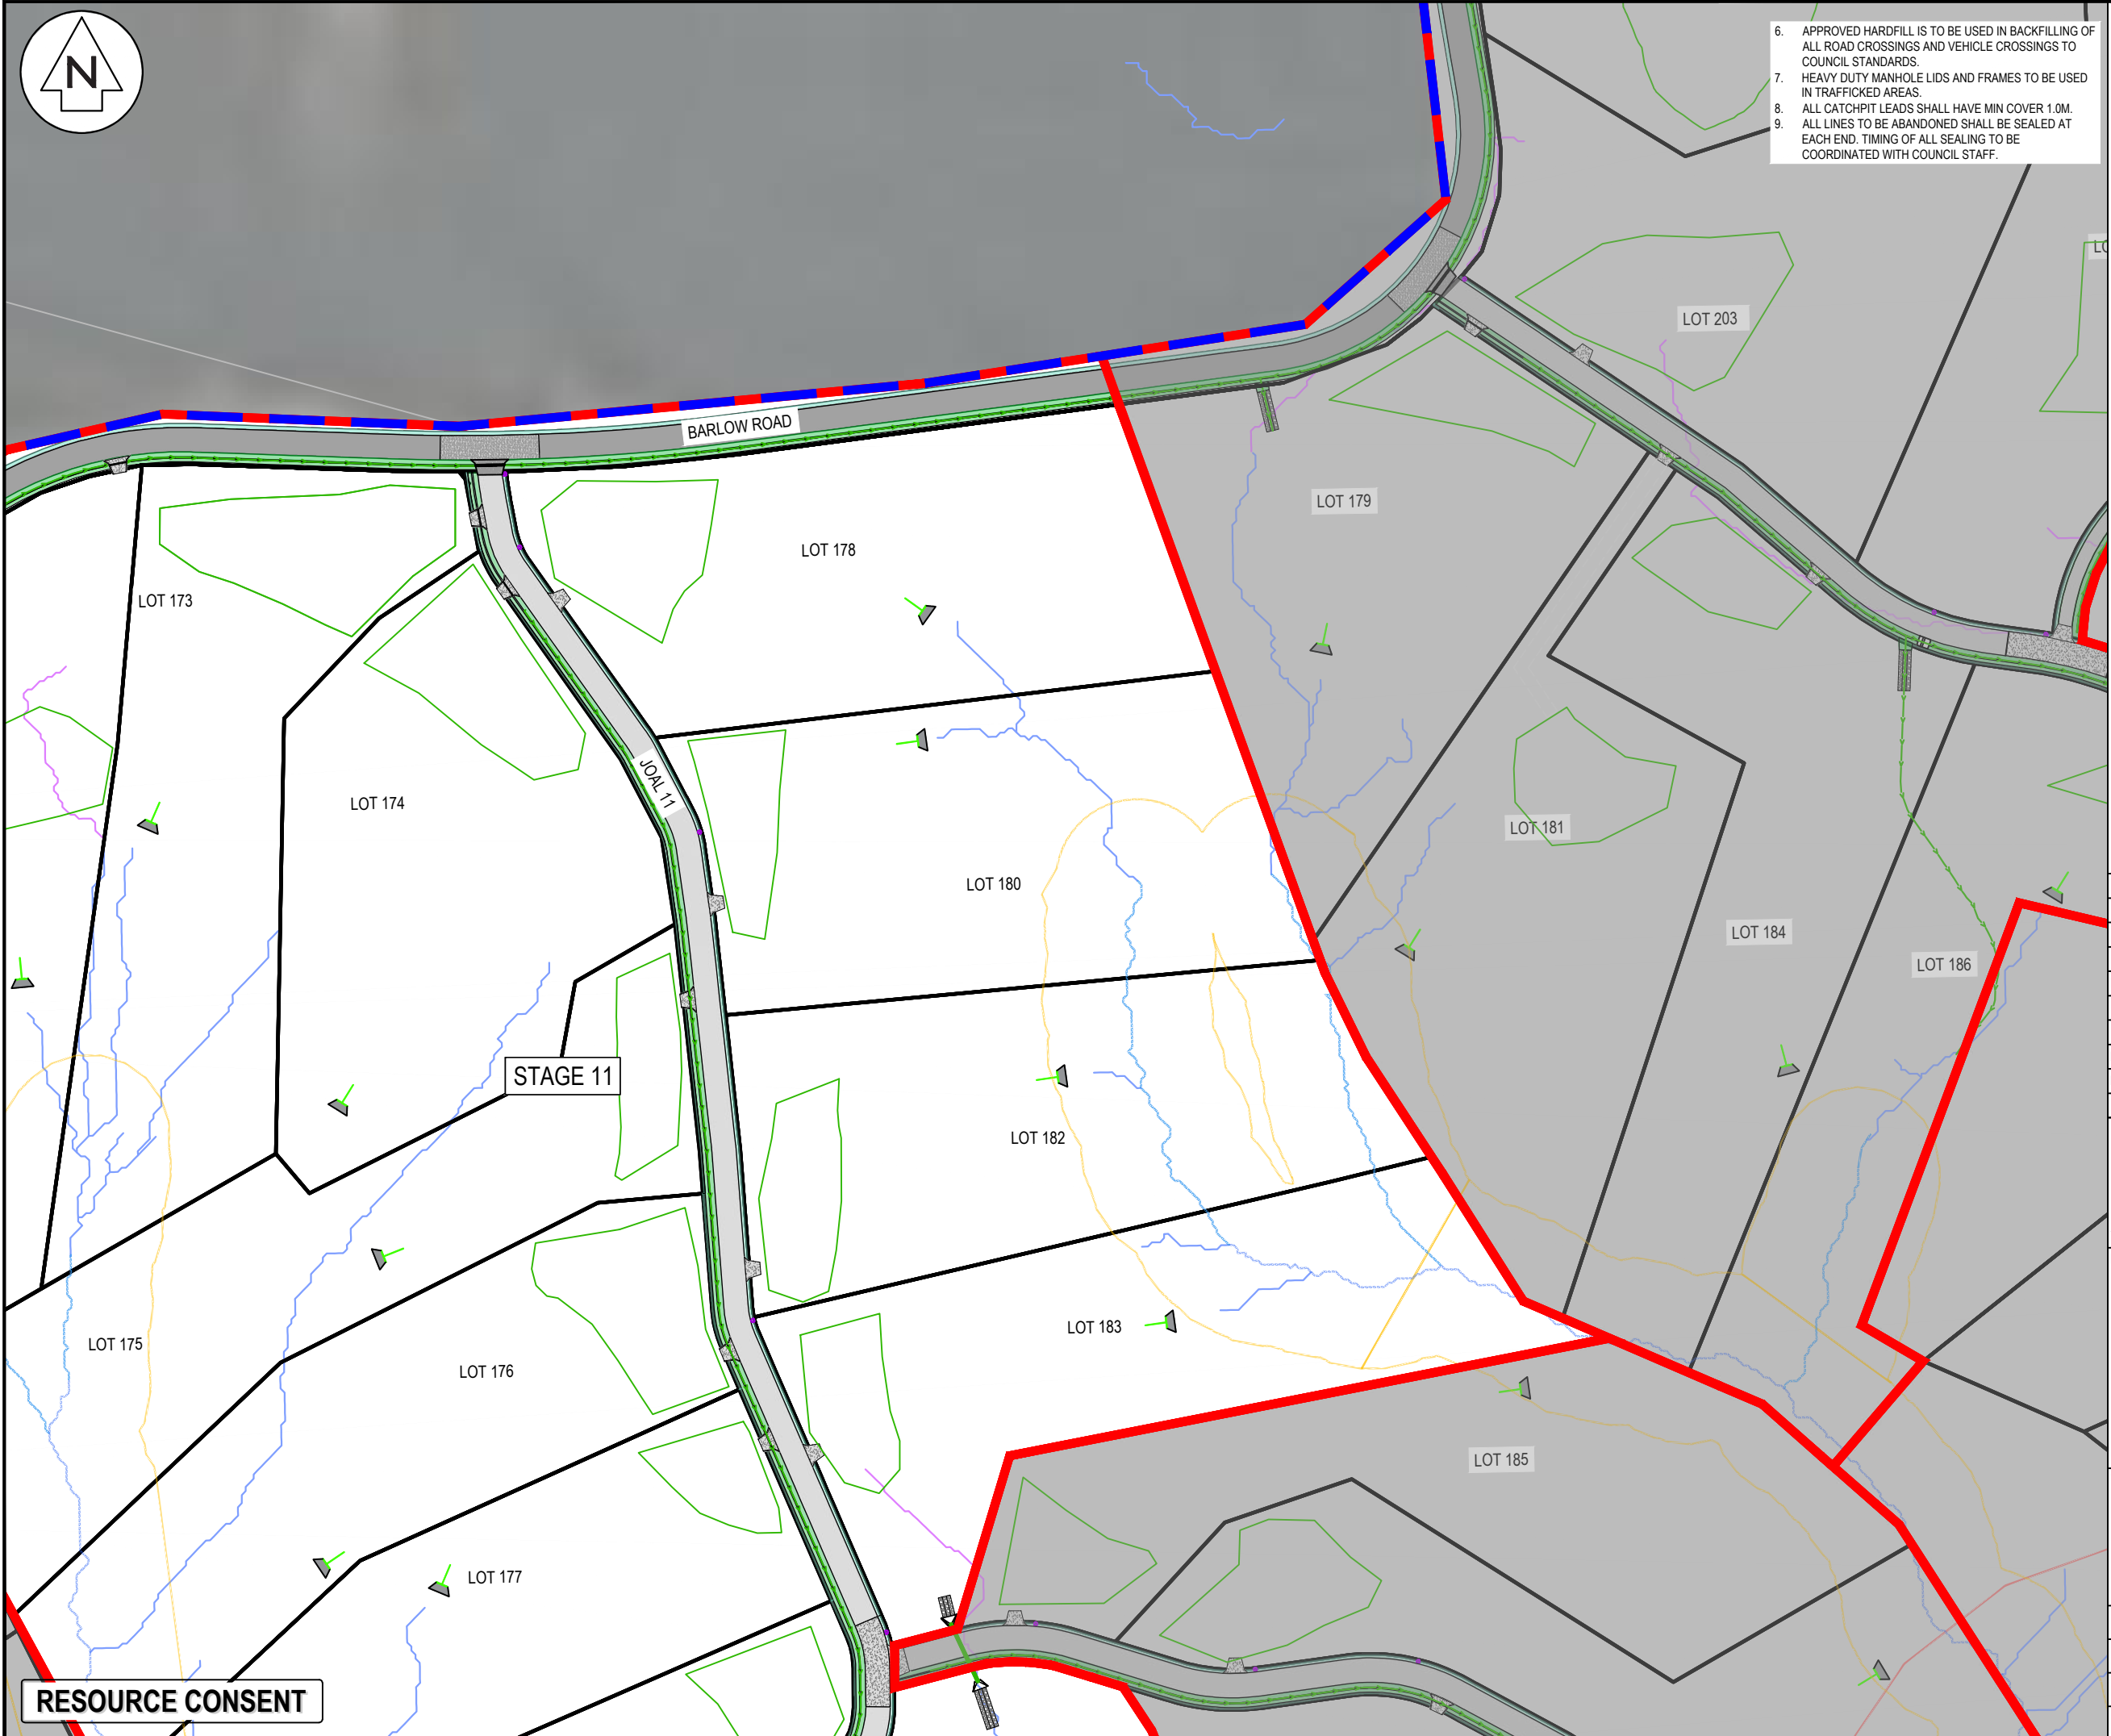 N
6. APPROVED HARDFILL IS TO BE USED IN BACKFILLING OF
ALL ROAD CROSSINGS AND VEHICLE CROSSINGS TO
COUNCIL STANDARDS.
7. HEAVY DUTY MANHOLE LIDS AND FRAMES TO BE USED
IN TRAFFICKED AREAS.
8. ALL CATCHPIT LEADS SHALL HAVE MIN COVER 1.0M.
9. ALL LINES TO BE ABANDONED SHALL BE SEALED AT
EACH END. TIMING OF ALL SEALING TO BE
COORDINATED WITH COUNCIL STAFF.
LOT 203
BARLOW ROAD
LOT 179
LOT 178
LOT 173
JOAL 11
LOT 174
LOT 181
LOT 180
LOT 184
LOT 186
STAGE 11
LOT 182
LOT 183
LOT 175
LOT 176
LOT 185
LOT 177
RESOURCE CONSENT